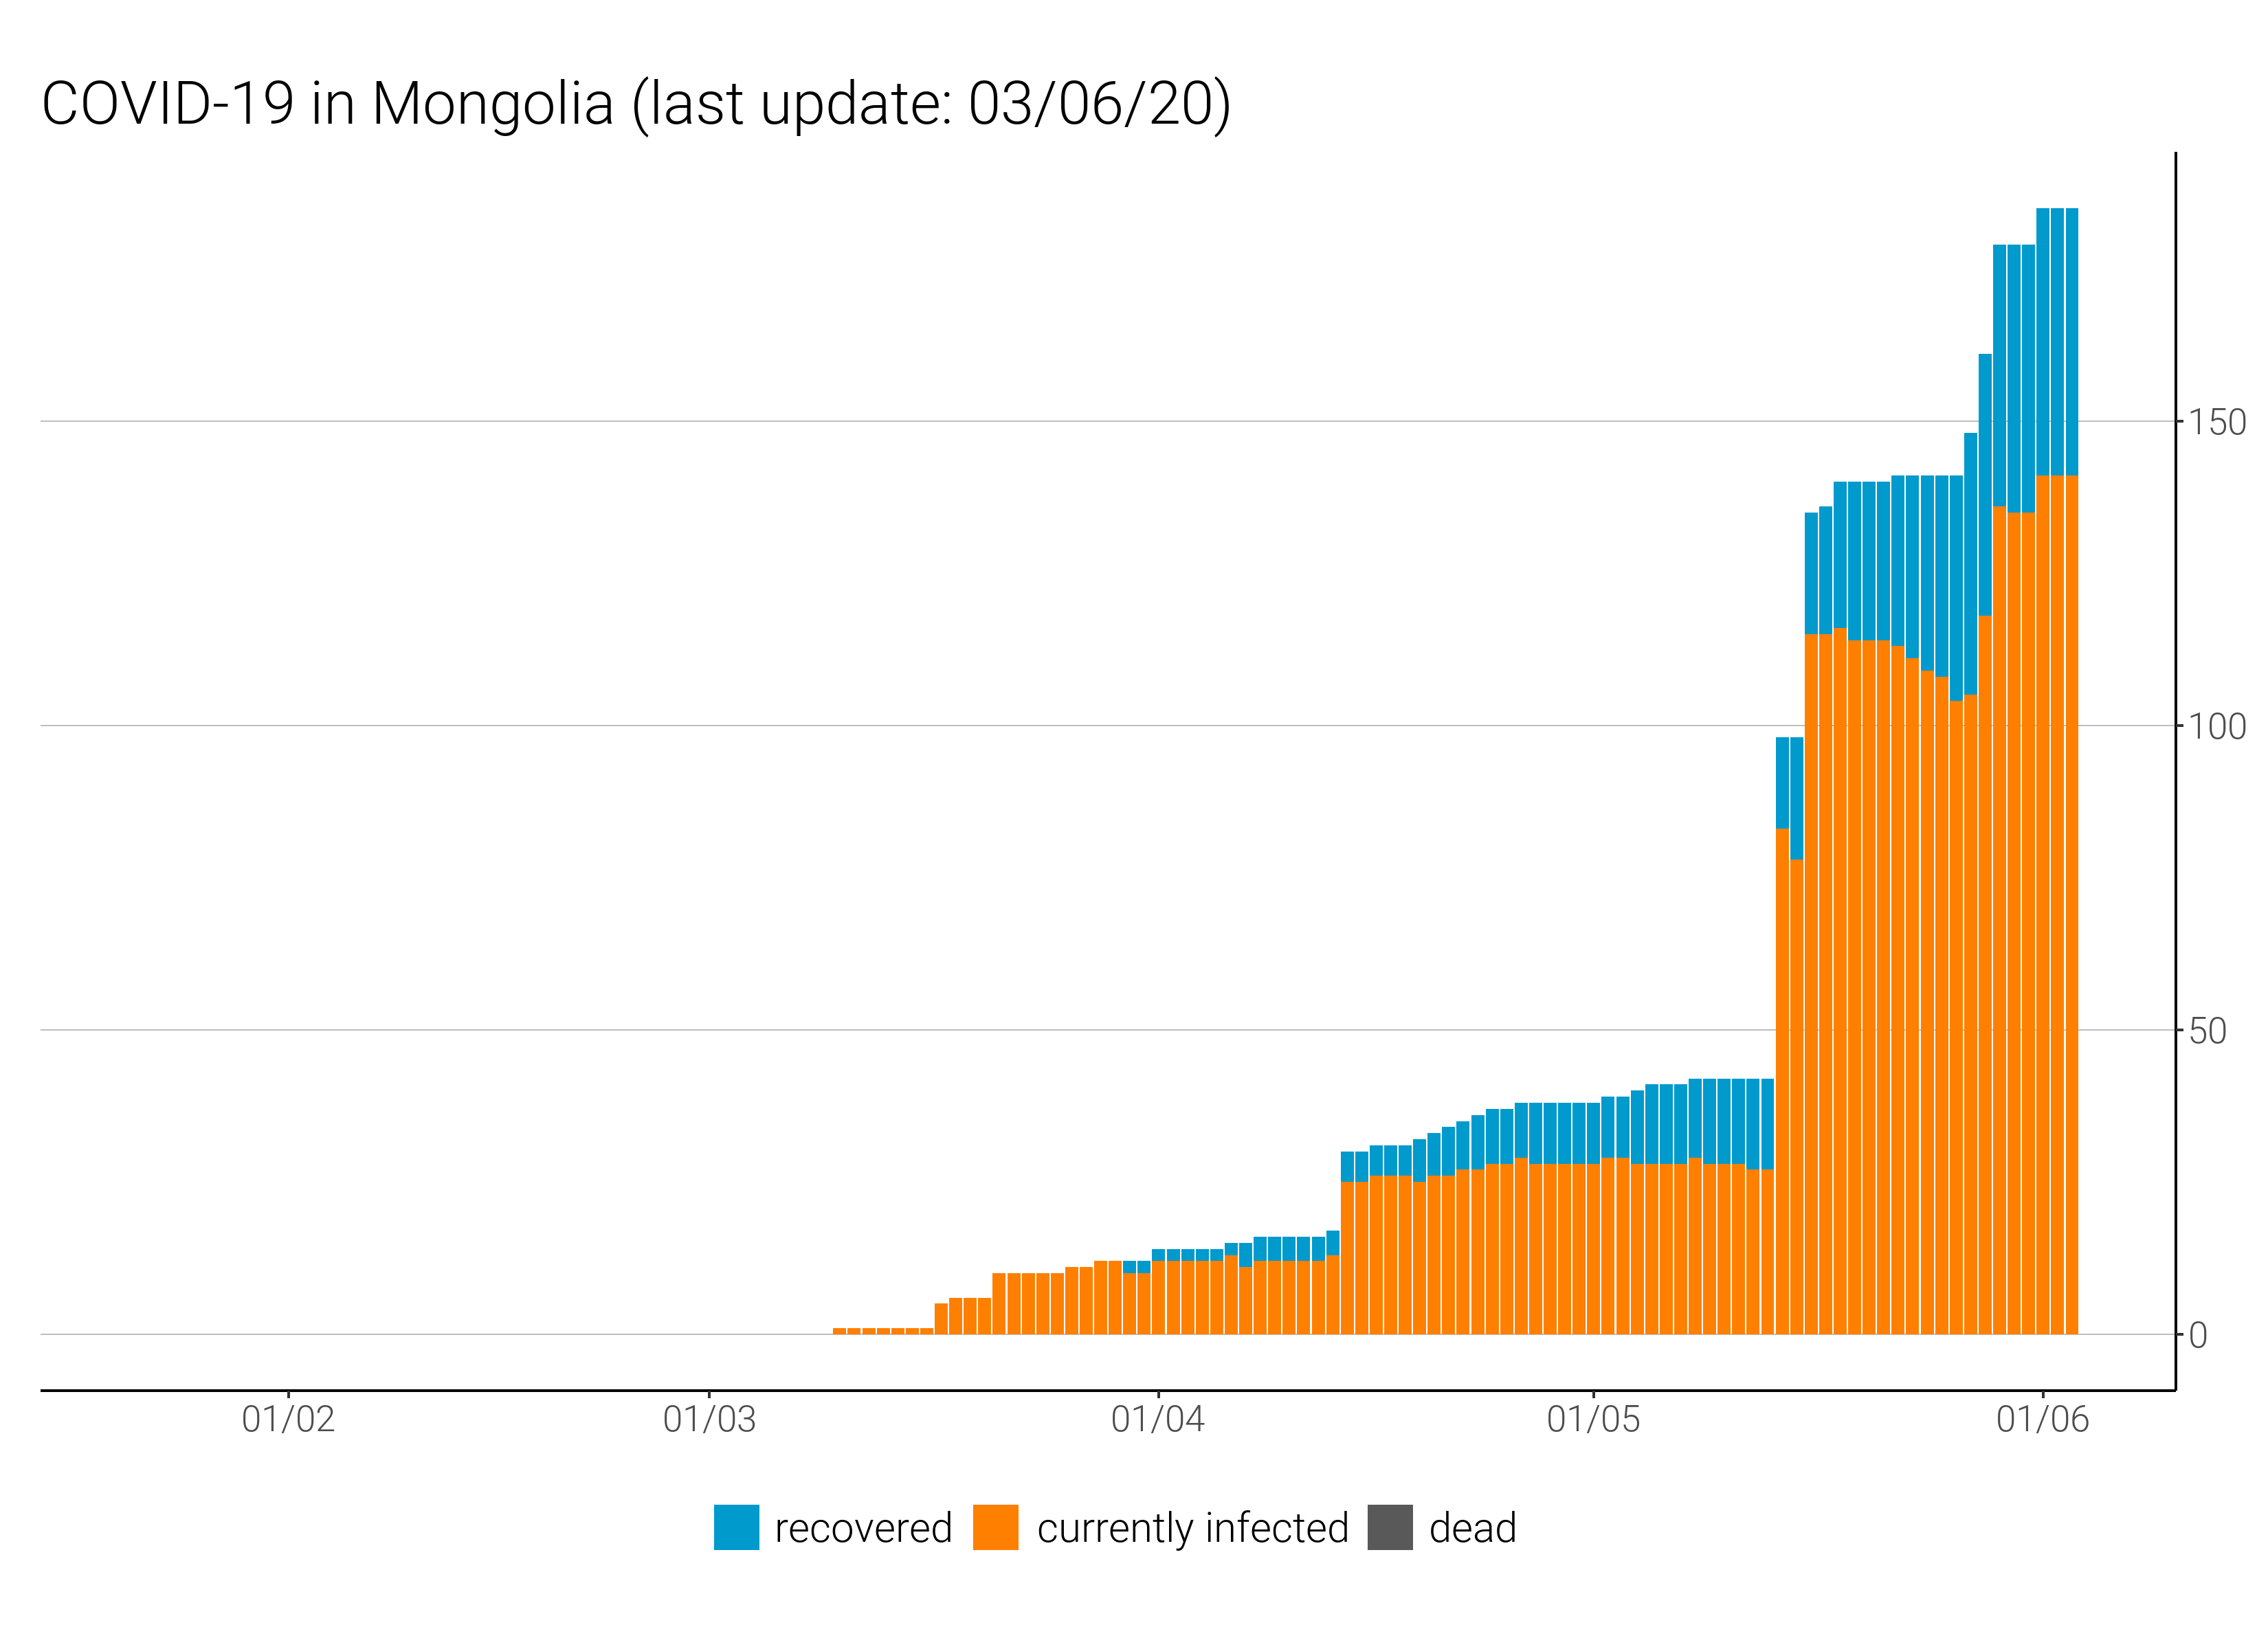 COVID-19 in Mongolia (last update: 03/06/20)
150
100
50
0
01/02 01/03 01/04 01/05 01/06
recovered currently infected dead